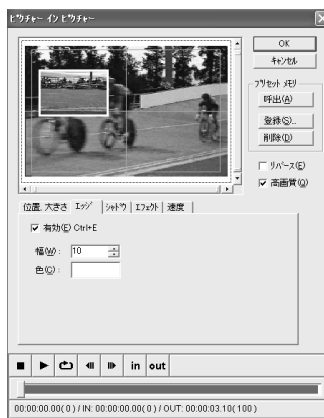 ピクチャー イン ピクチャー
OK
キャンセル
プリセット メモリ
呼出(A)
登録(S)...
削除(D)
リバース(E)
高画質(Q)
位置、大きさ エッジ シャドウ エフェクト 速度
有効(E) Ctrl+E
幅(W): 10
色(C):
in out
00:00:00.00( 0 ) / IN: 00:00:00.00( 0 ) / OUT: 00:00:03.10( 100 )